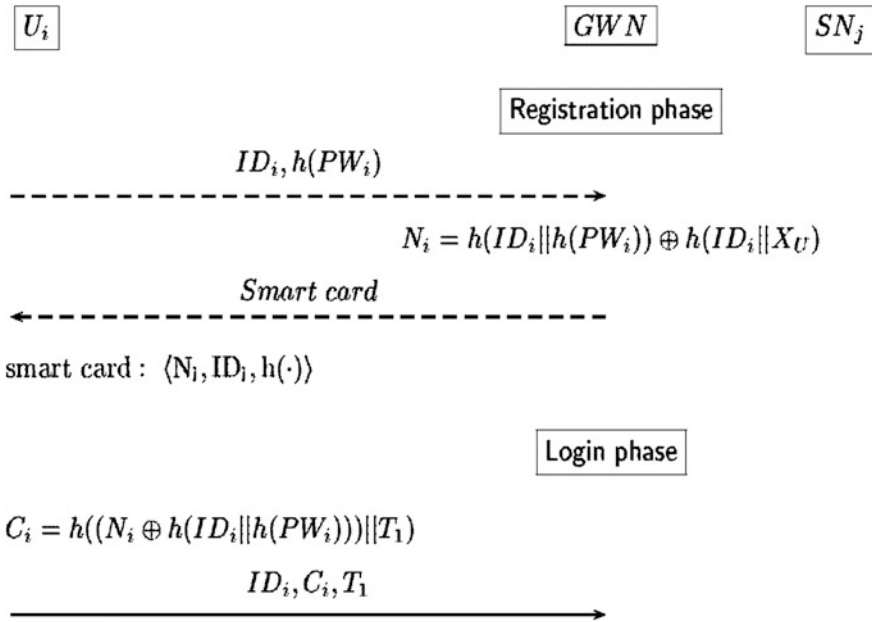 U_i GWN SN_j
Registration phase
ID_i, h(PW_i)
N_i = h(ID_i||h(PW_i)) ⊕ h(ID_i||X_U)
Smart card
smart card : ⟨N_i, ID_i, h(·)⟩
Login phase
C_i = h((N_i ⊕ h(ID_i||h(PW_i)))||T_1)
ID_i, C_i, T_1